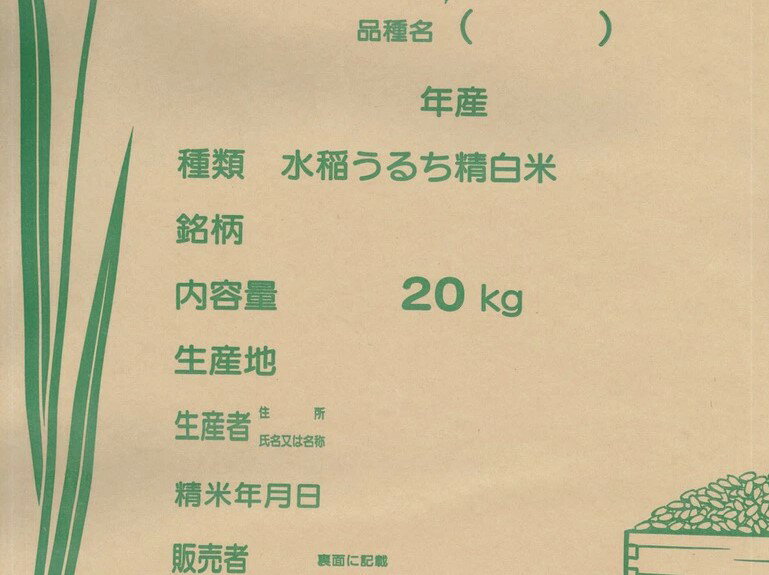 品種名 (　　　)
年産
種類　水稲うるち精白米
銘柄
内容量　20 kg
生産地
生産者 住　所
氏名又は名称
精米年月日
販売者　裏面に記載